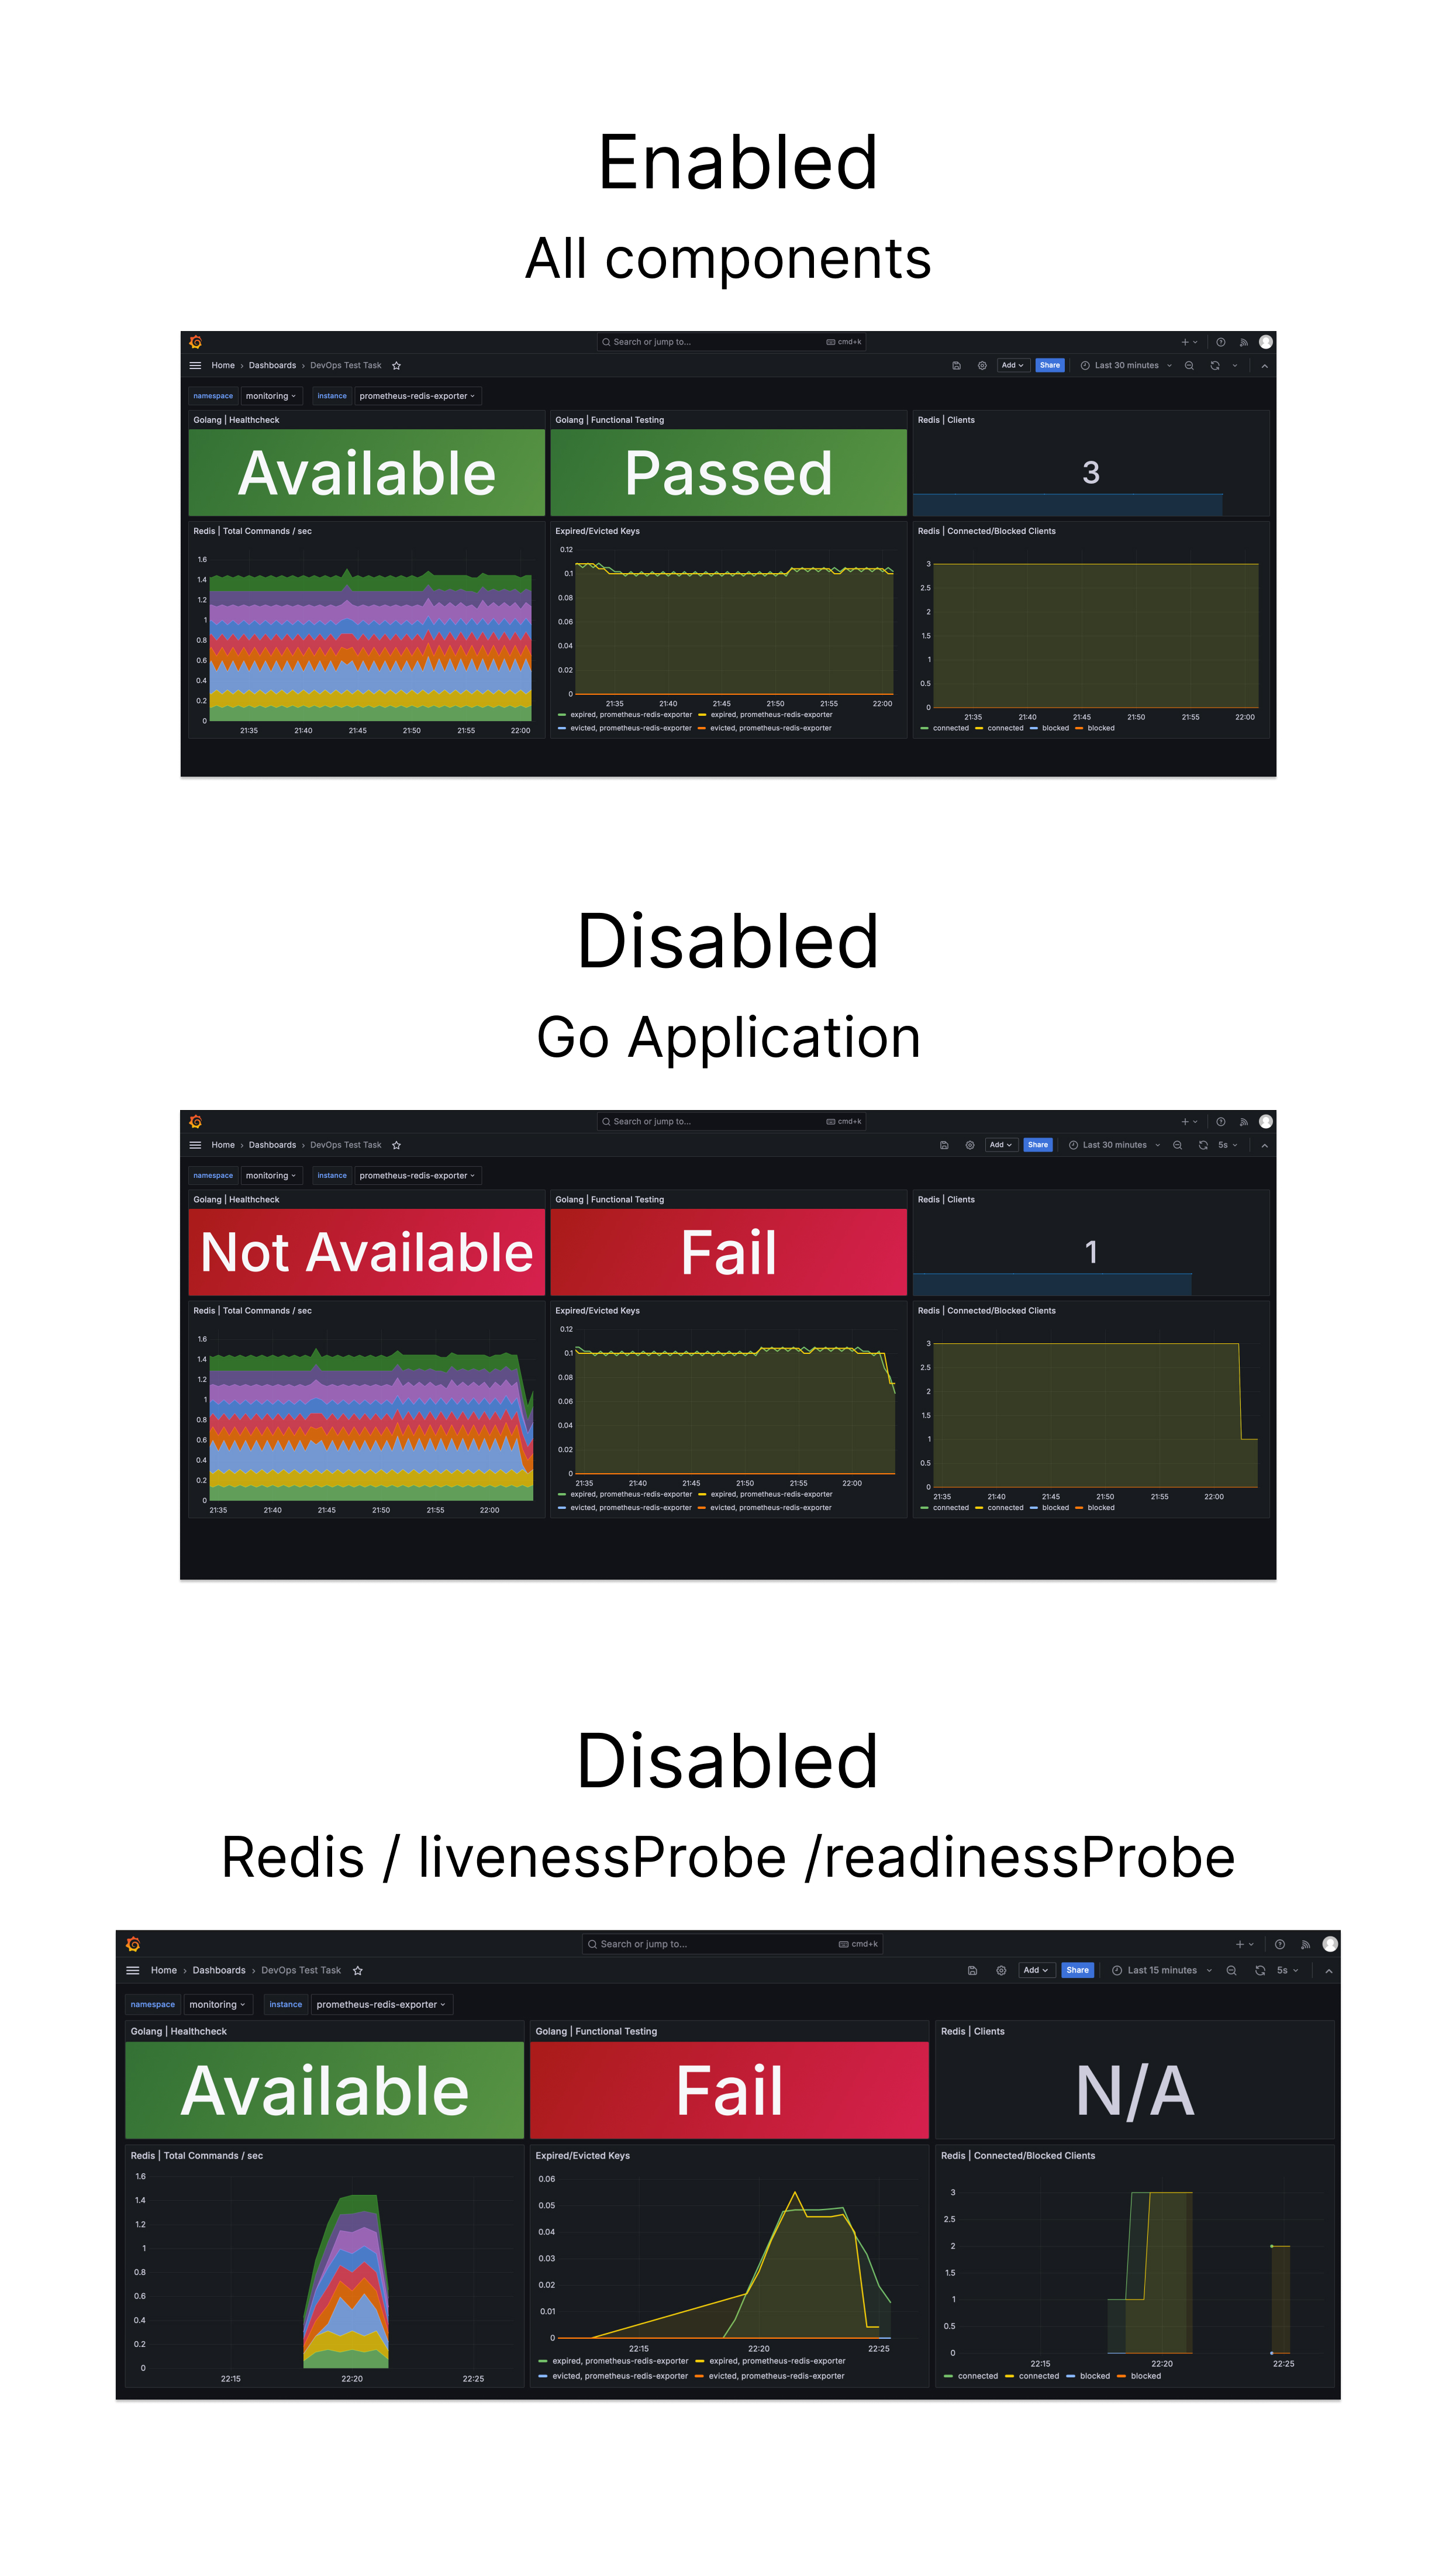 Enabled
All components
Search or jump to... cmd+k
Home › Dashboards › DevOps Test Task Add Share Last 30 minutes
namespace monitoring instance prometheus-redis-exporter
Golang | Healthcheck Golang | Functional Testing Redis | Clients
Available Passed 3
Redis | Total Commands / sec Expired/Evicted Keys Redis | Connected/Blocked Clients
1.6
1.4
1.2
1
0.8
0.6
0.4
0.2
0
21:35 21:40 21:45 21:50 21:55 22:00
0.12
0.1
0.08
0.06
0.04
0.02
0
21:35 21:40 21:45 21:50 21:55 22:00
expired, prometheus-redis-exporter expired, prometheus-redis-exporter
evicted, prometheus-redis-exporter evicted, prometheus-redis-exporter
3
2.5
2
1.5
1
0.5
0
21:35 21:40 21:45 21:50 21:55 22:00
connected connected blocked blocked
Disabled
Go Application
Search or jump to... cmd+k
Home › Dashboards › DevOps Test Task Add Share Last 30 minutes 5s
namespace monitoring instance prometheus-redis-exporter
Golang | Healthcheck Golang | Functional Testing Redis | Clients
Not Available Fail 1
Redis | Total Commands / sec Expired/Evicted Keys Redis | Connected/Blocked Clients
1.6
1.4
1.2
1
0.8
0.6
0.4
0.2
0
21:35 21:40 21:45 21:50 21:55 22:00
0.12
0.1
0.08
0.06
0.04
0.02
0
21:35 21:40 21:45 21:50 21:55 22:00
expired, prometheus-redis-exporter expired, prometheus-redis-exporter
evicted, prometheus-redis-exporter evicted, prometheus-redis-exporter
3
2.5
2
1.5
1
0.5
0
21:35 21:40 21:45 21:50 21:55 22:00
connected connected blocked blocked
Disabled
Redis / livenessProbe /readinessProbe
Search or jump to... cmd+k
Home › Dashboards › DevOps Test Task Add Share Last 15 minutes 5s
namespace monitoring instance prometheus-redis-exporter
Golang | Healthcheck Golang | Functional Testing Redis | Clients
Available Fail N/A
Redis | Total Commands / sec Expired/Evicted Keys Redis | Connected/Blocked Clients
1.6
1.4
1.2
1
0.8
0.6
0.4
0.2
0
22:15 22:20 22:25
0.06
0.05
0.04
0.03
0.02
0.01
0
22:15 22:20 22:25
expired, prometheus-redis-exporter expired, prometheus-redis-exporter
evicted, prometheus-redis-exporter evicted, prometheus-redis-exporter
3
2.5
2
1.5
1
0.5
0
22:15 22:20 22:25
connected connected blocked blocked